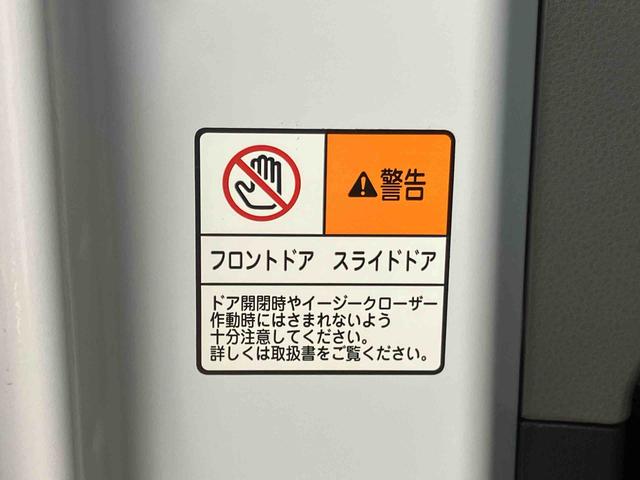 警告
フロントドア　スライドドア
ドア開閉時やイージークローザー
作動時にはさまれないよう
十分注意してください。
詳しくは取扱書をご覧ください。